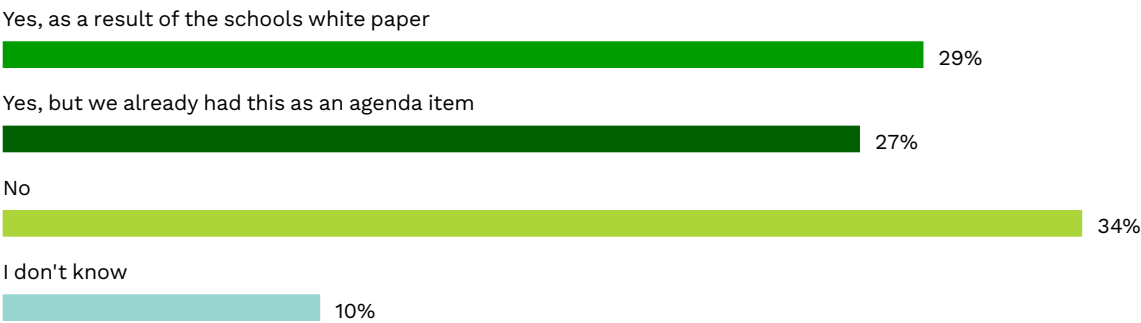 Yes, as a result of the schools white paper
29%
Yes, but we already had this as an agenda item
27%
No
34%
I don't know
10%